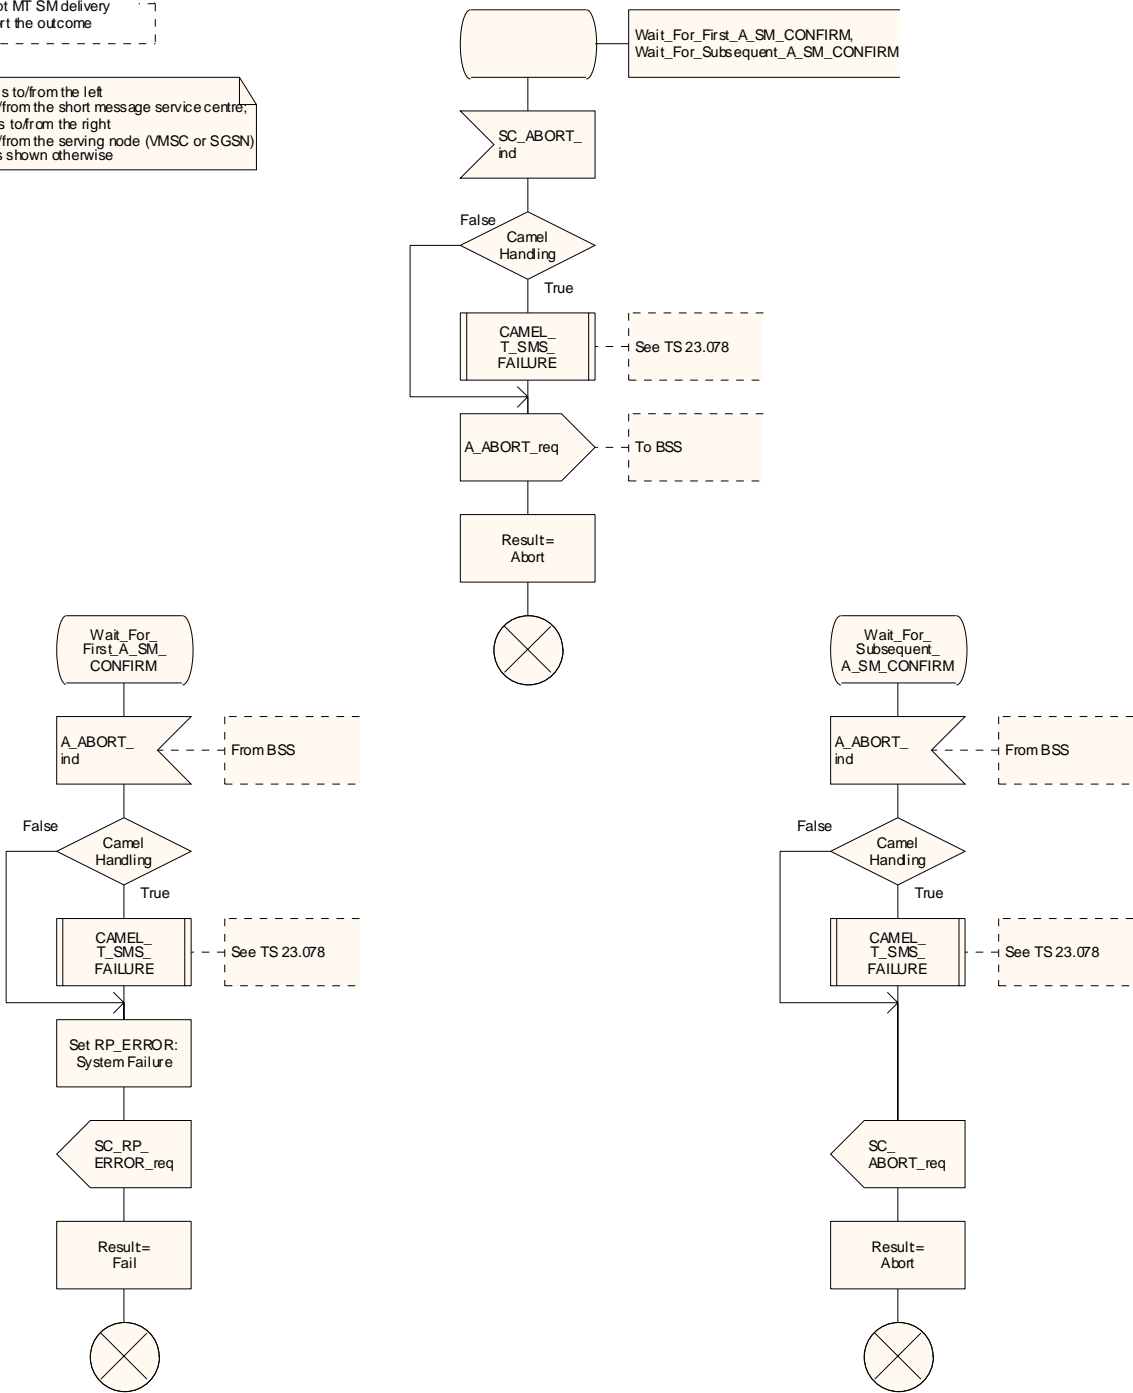 ot MT SM delivery
rt the outcome
s to/from the left
/from the short message service centre;
s to/from the right
/from the serving node (VMSC or SGSN)
s shown otherwise
Wait_For_First_A_SM_CONFIRM,
Wait_For_Subsequent_A_SM_CONFIRM
SC_ABORT_
ind
False
Camel
Handling
True
CAMEL_
T_SMS_
FAILURE
See TS 23.078
A_ABORT_req
To BSS
Result=
Abort
Wait_For_
First_A_SM_
CONFIRM
A_ABORT_
ind
From BSS
False
Camel
Handling
True
CAMEL_
T_SMS_
FAILURE
See TS 23.078
Set RP_ERROR:
System Failure
SC_RP_
ERROR_req
Result=
Fail
Wait_For_
Subsequent_
A_SM_CONFIRM
A_ABORT_
ind
From BSS
False
Camel
Handling
True
CAMEL_
T_SMS_
FAILURE
See TS 23.078
SC_
ABORT_req
Result=
Abort